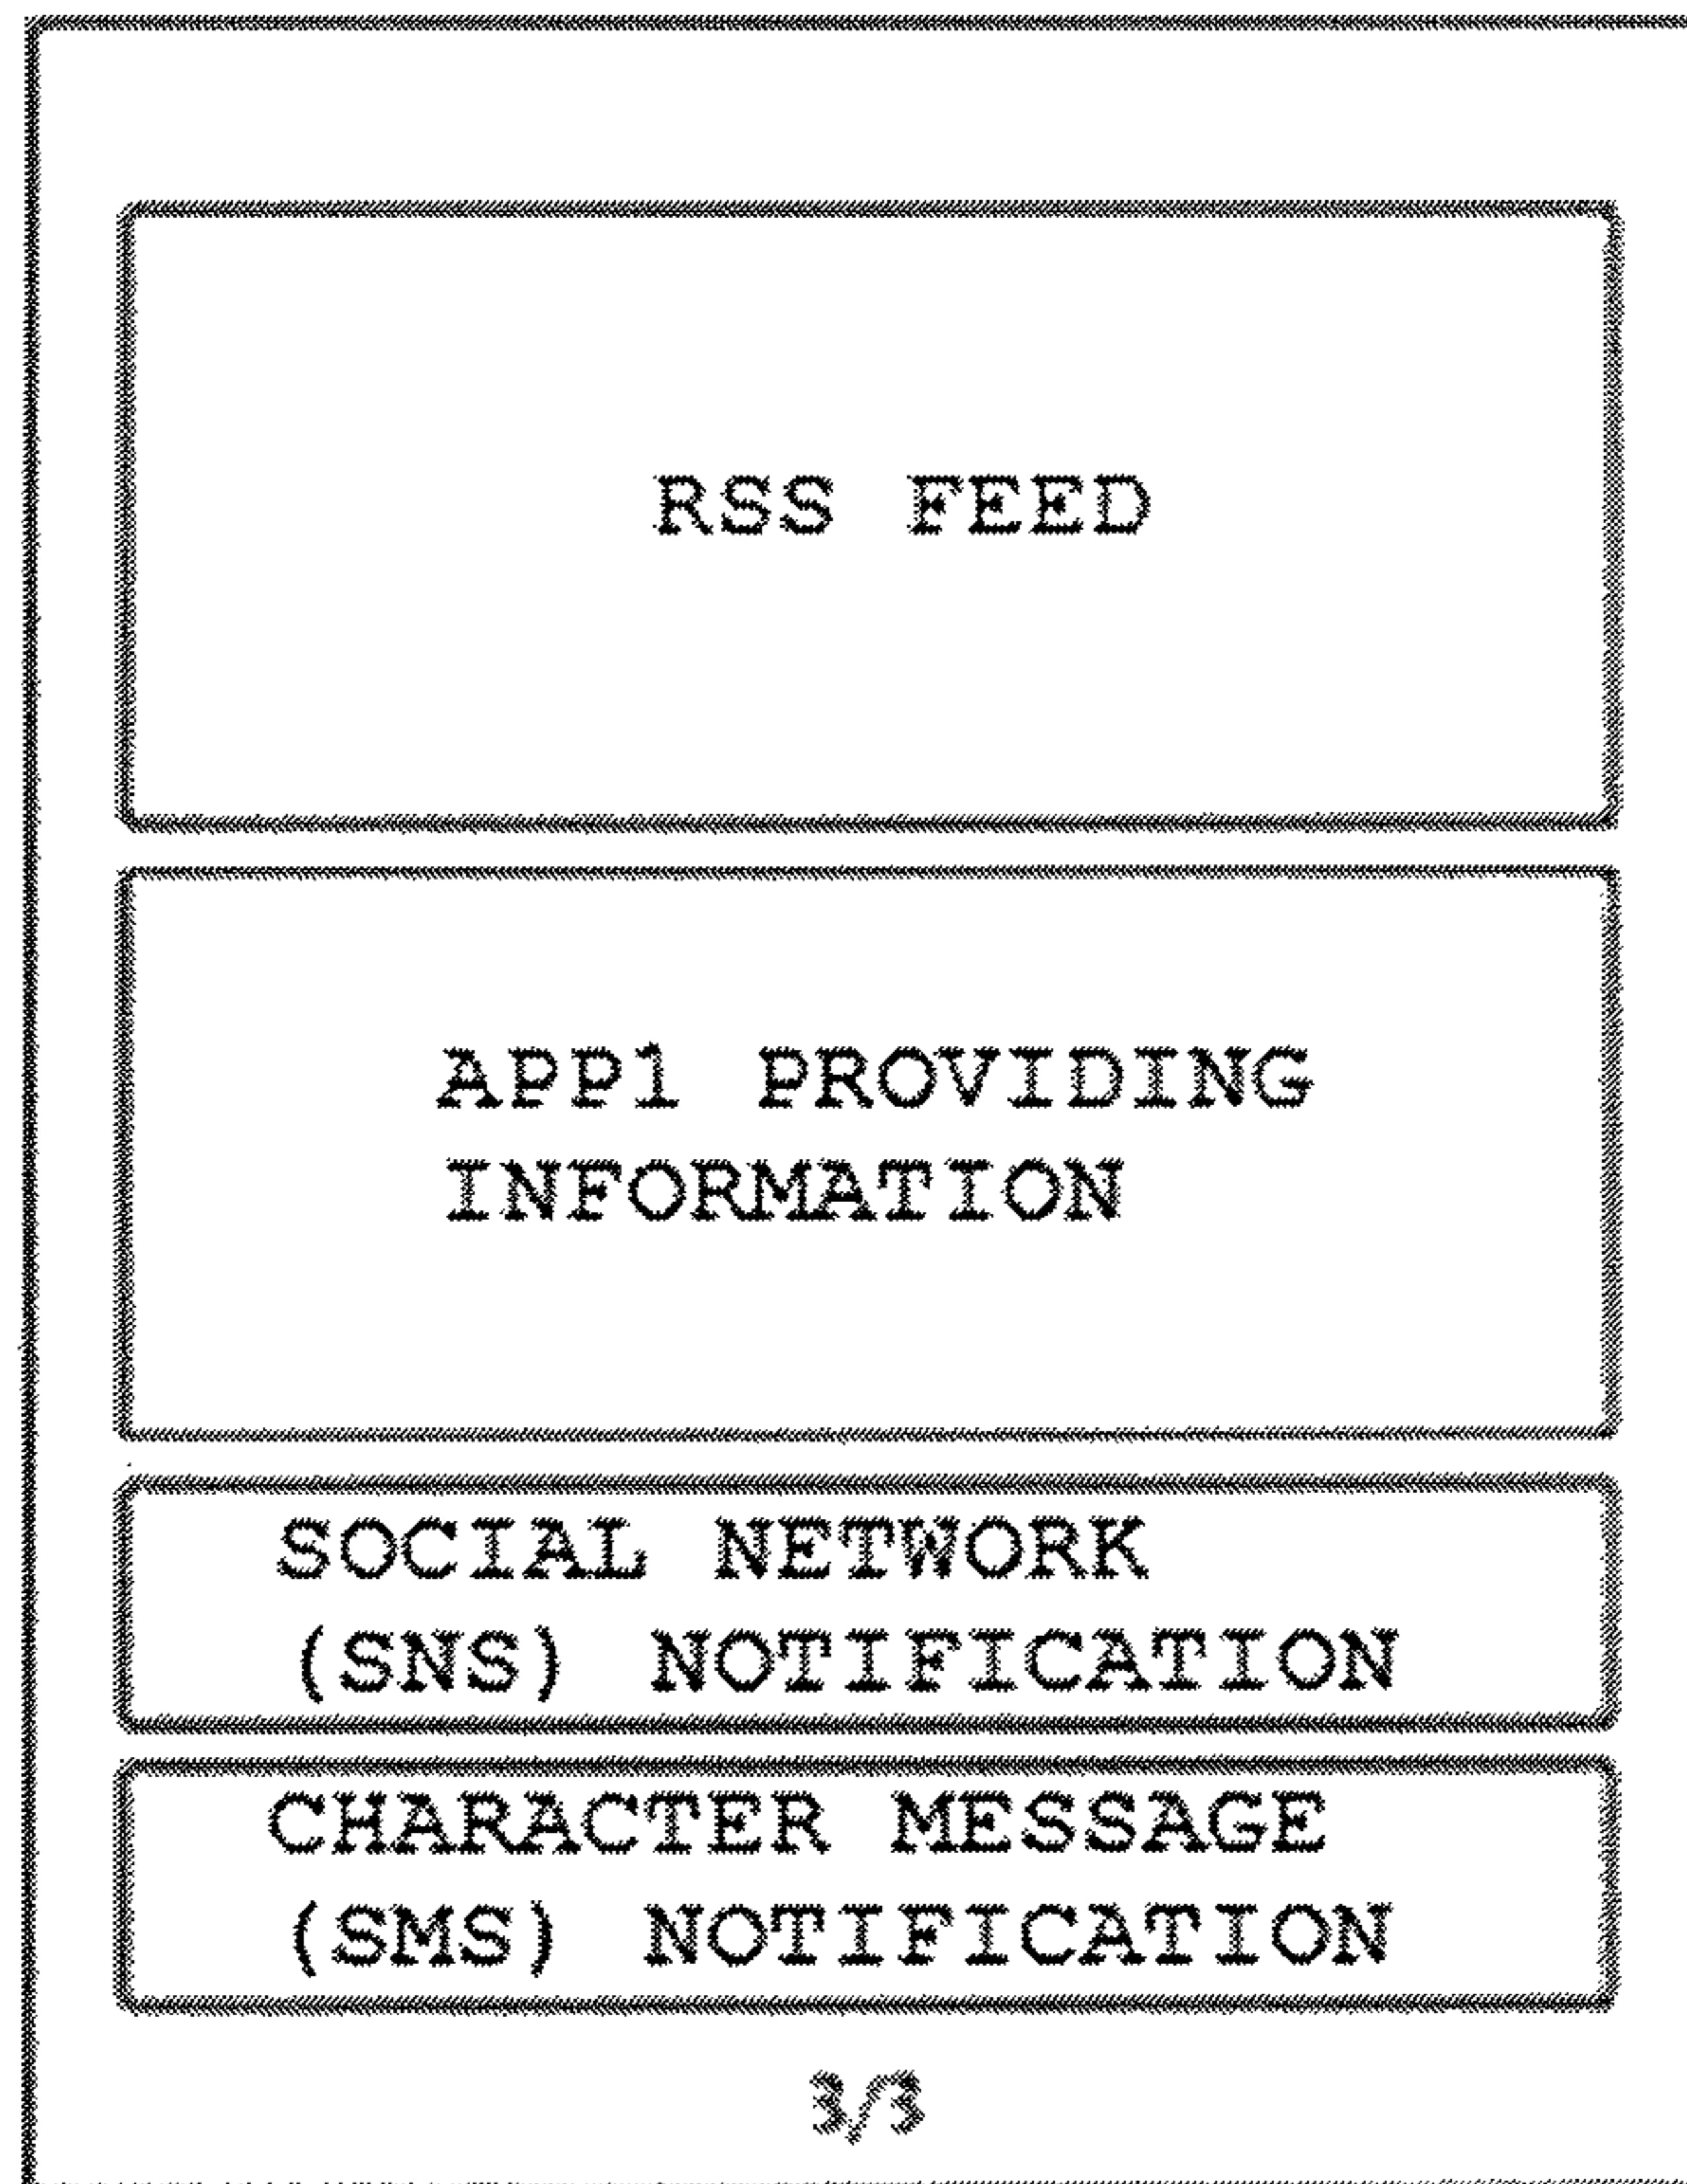 RSS FEED
APP1 PROVIDING
INFORMATION
SOCIAL NETWORK
(SNS) NOTIFICATION
CHARACTER MESSAGE
(SMS) NOTIFICATION
3/3